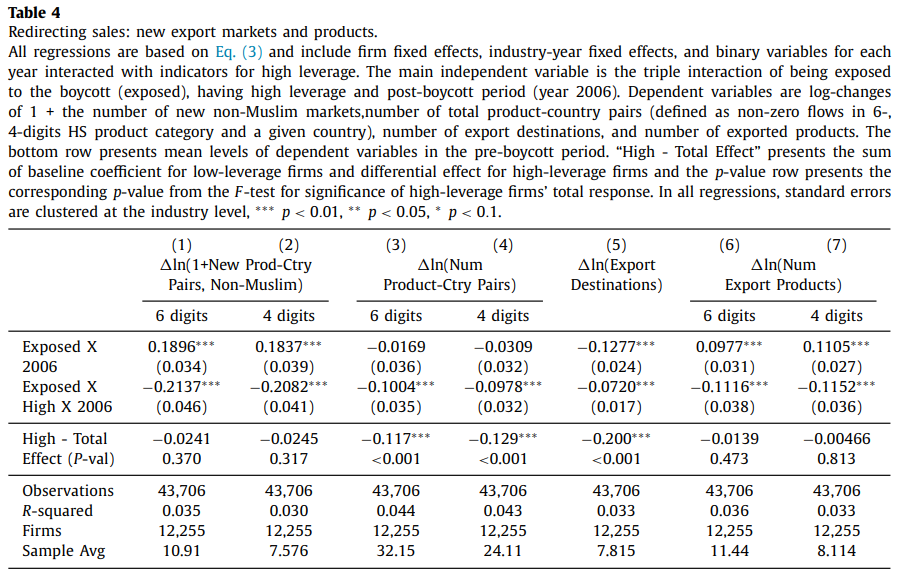 Table 4
Redirecting sales: new export markets and products.
All regressions are based on Eq. (3) and include firm fixed effects, industry-year fixed effects, and binary variables for each
year interacted with indicators for high leverage. The main independent variable is the triple interaction of being exposed
to the boycott (exposed), having high leverage and post-boycott period (year 2006). Dependent variables are log-changes
of 1 + the number of new non-Muslim markets,number of total product-country pairs (defined as non-zero flows in 6-,
4-digits HS product category and a given country), number of export destinations, and number of exported products. The
bottom row presents mean levels of dependent variables in the pre-boycott period. “High - Total Effect” presents the sum
of baseline coefficient for low-leverage firms and differential effect for high-leverage firms and the p-value row presents the
corresponding p-value from the F-test for significance of high-leverage firms’ total response. In all regressions, standard errors
are clustered at the industry level, *** p < 0.01, ** p < 0.05, * p < 0.1.
(1) (2) (3) (4) (5) (6) (7)
Δln(1+New Prod-Ctry Δln(Num Δln(Export Δln(Num
Pairs, Non-Muslim) Product-Ctry Pairs) Destinations) Export Products)
6 digits 4 digits 6 digits 4 digits 6 digits 4 digits
Exposed X 0.1896*** 0.1837*** −0.0169 −0.0309 −0.1277*** 0.0977*** 0.1105***
2006 (0.034) (0.039) (0.036) (0.032) (0.024) (0.031) (0.027)
Exposed X −0.2137*** −0.2082*** −0.1004*** −0.0978*** −0.0720*** −0.1116*** −0.1152***
High X 2006 (0.046) (0.041) (0.035) (0.032) (0.017) (0.038) (0.036)
High - Total −0.0241 −0.0245 −0.117*** −0.129*** −0.200*** −0.0139 −0.00466
Effect (P-val) 0.370 0.317 <0.001 <0.001 <0.001 0.473 0.813
Observations 43,706 43,706 43,706 43,706 43,706 43,706 43,706
R-squared 0.035 0.030 0.044 0.043 0.033 0.036 0.033
Firms 12,255 12,255 12,255 12,255 12,255 12,255 12,255
Sample Avg 10.91 7.576 32.15 24.11 7.815 11.44 8.114